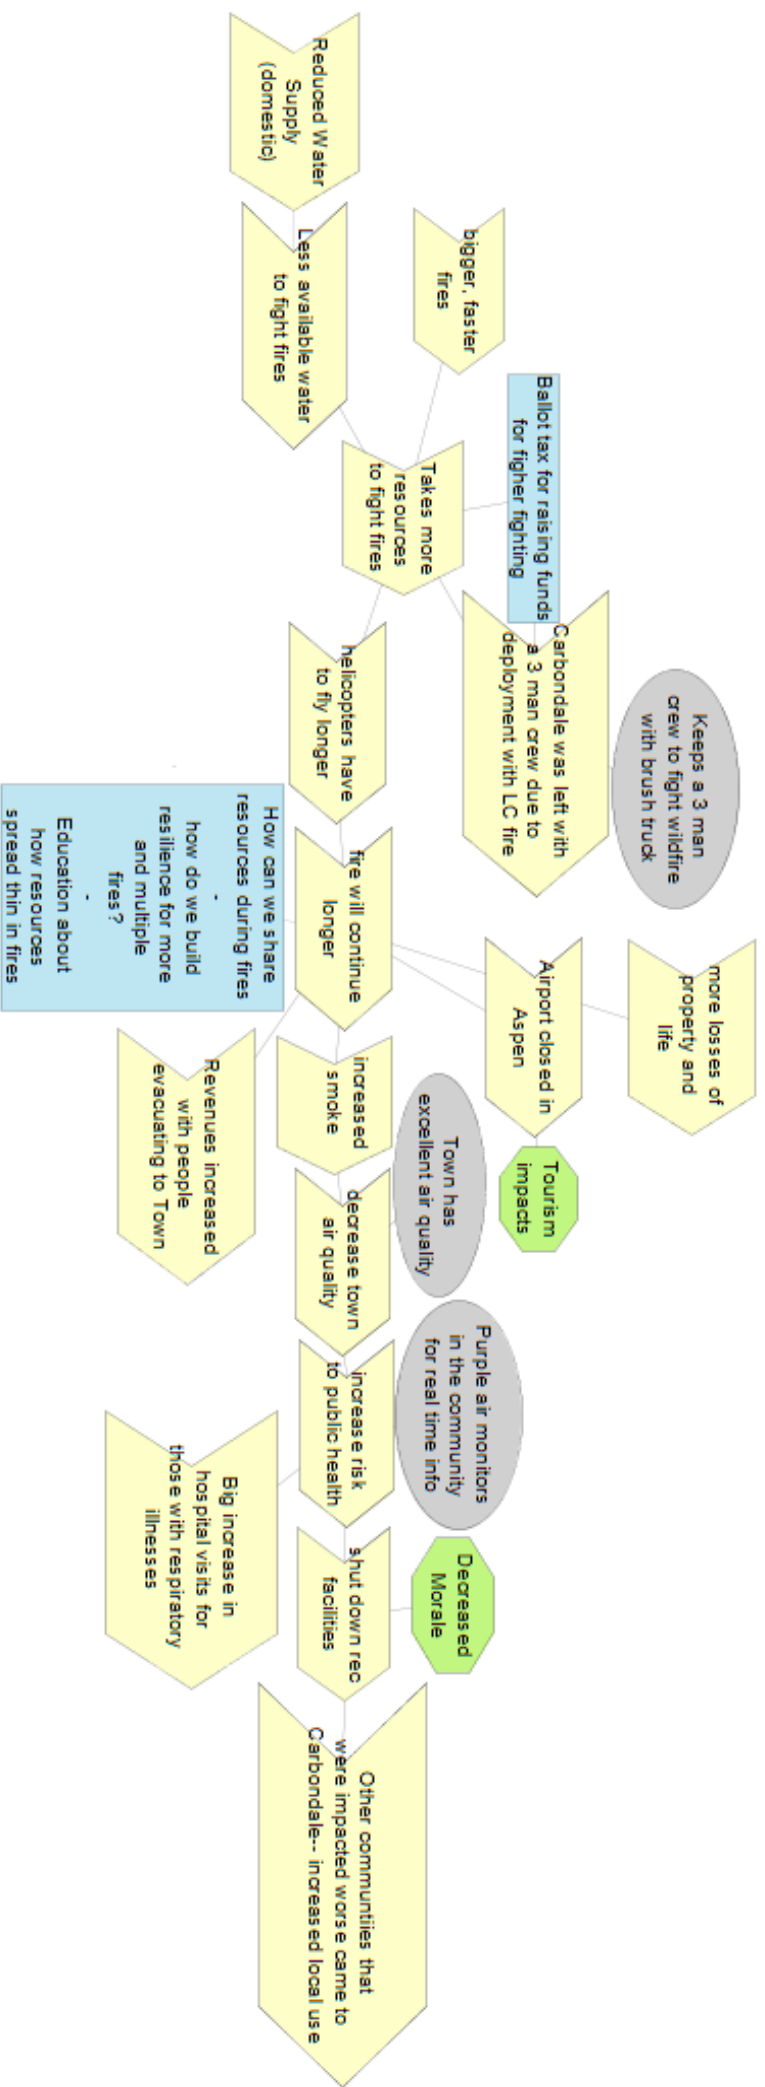 Reduced Water
Supply
(domestic)
Less available water
to fight fires
bigger, faster
fires
Ballot tax for raising funds
for figher fighting
Takes more
resources
to fight fires
Carbondale was left with
a 3 man crew due to
deployment with LC fire
Keeps a 3 man
crew to fight wildfire
with brush truck
helicopters have
to fly longer
fire will continue
longer
How can we share
resources during fires
-
how do we build
resilience for more
and multiple
fires?
-
Education about
how resources
spread thin in fires
more losses of
property and
life
Airport closed in
Aspen
Tourism
impacts
Revenues increased
with people
evacuating to Town
increased
smoke
Town has
excellent air quality
decrease town
air quality
Purple air monitors
in the community
for real time info
increase risk
to public health
Big increase in
hospital visits for
those with respiratory
illnesses
shut down rec
facilities
Decreased
Morale
Other communtiies that
were impacted worse came to
Carbondale-- increased local use